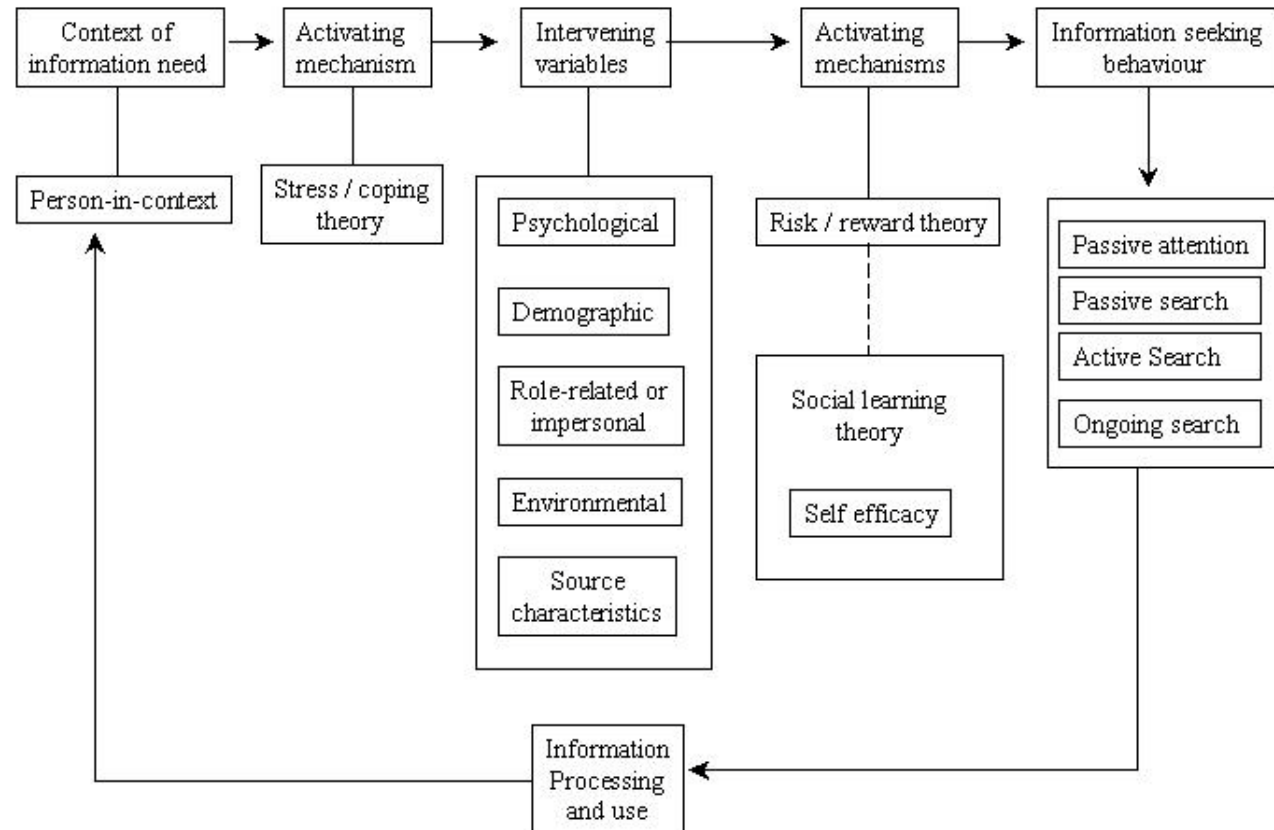 Context of
information need
Activating
mechanism
Intervening
variables
Activating
mechanisms
Information seeking
behaviour
Person-in-context
Stress / coping
theory
Psychological
Demographic
Role-related or
impersonal
Environmental
Source
characteristics
Risk / reward theory
Social learning
theory
Self efficacy
Passive attention
Passive search
Active Search
Ongoing search
Information
Processing
and use